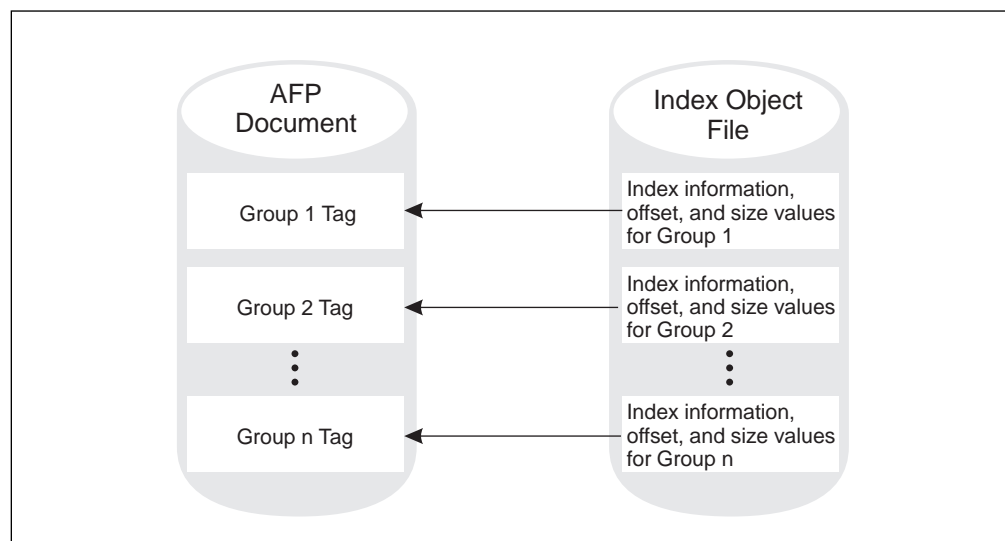 AFP
Document
Group 1 Tag
Group 2 Tag
Group n Tag
Index Object
File
Index information,
offset, and size values
for Group 1
Index information,
offset, and size values
for Group 2
Index information,
offset, and size values
for Group n